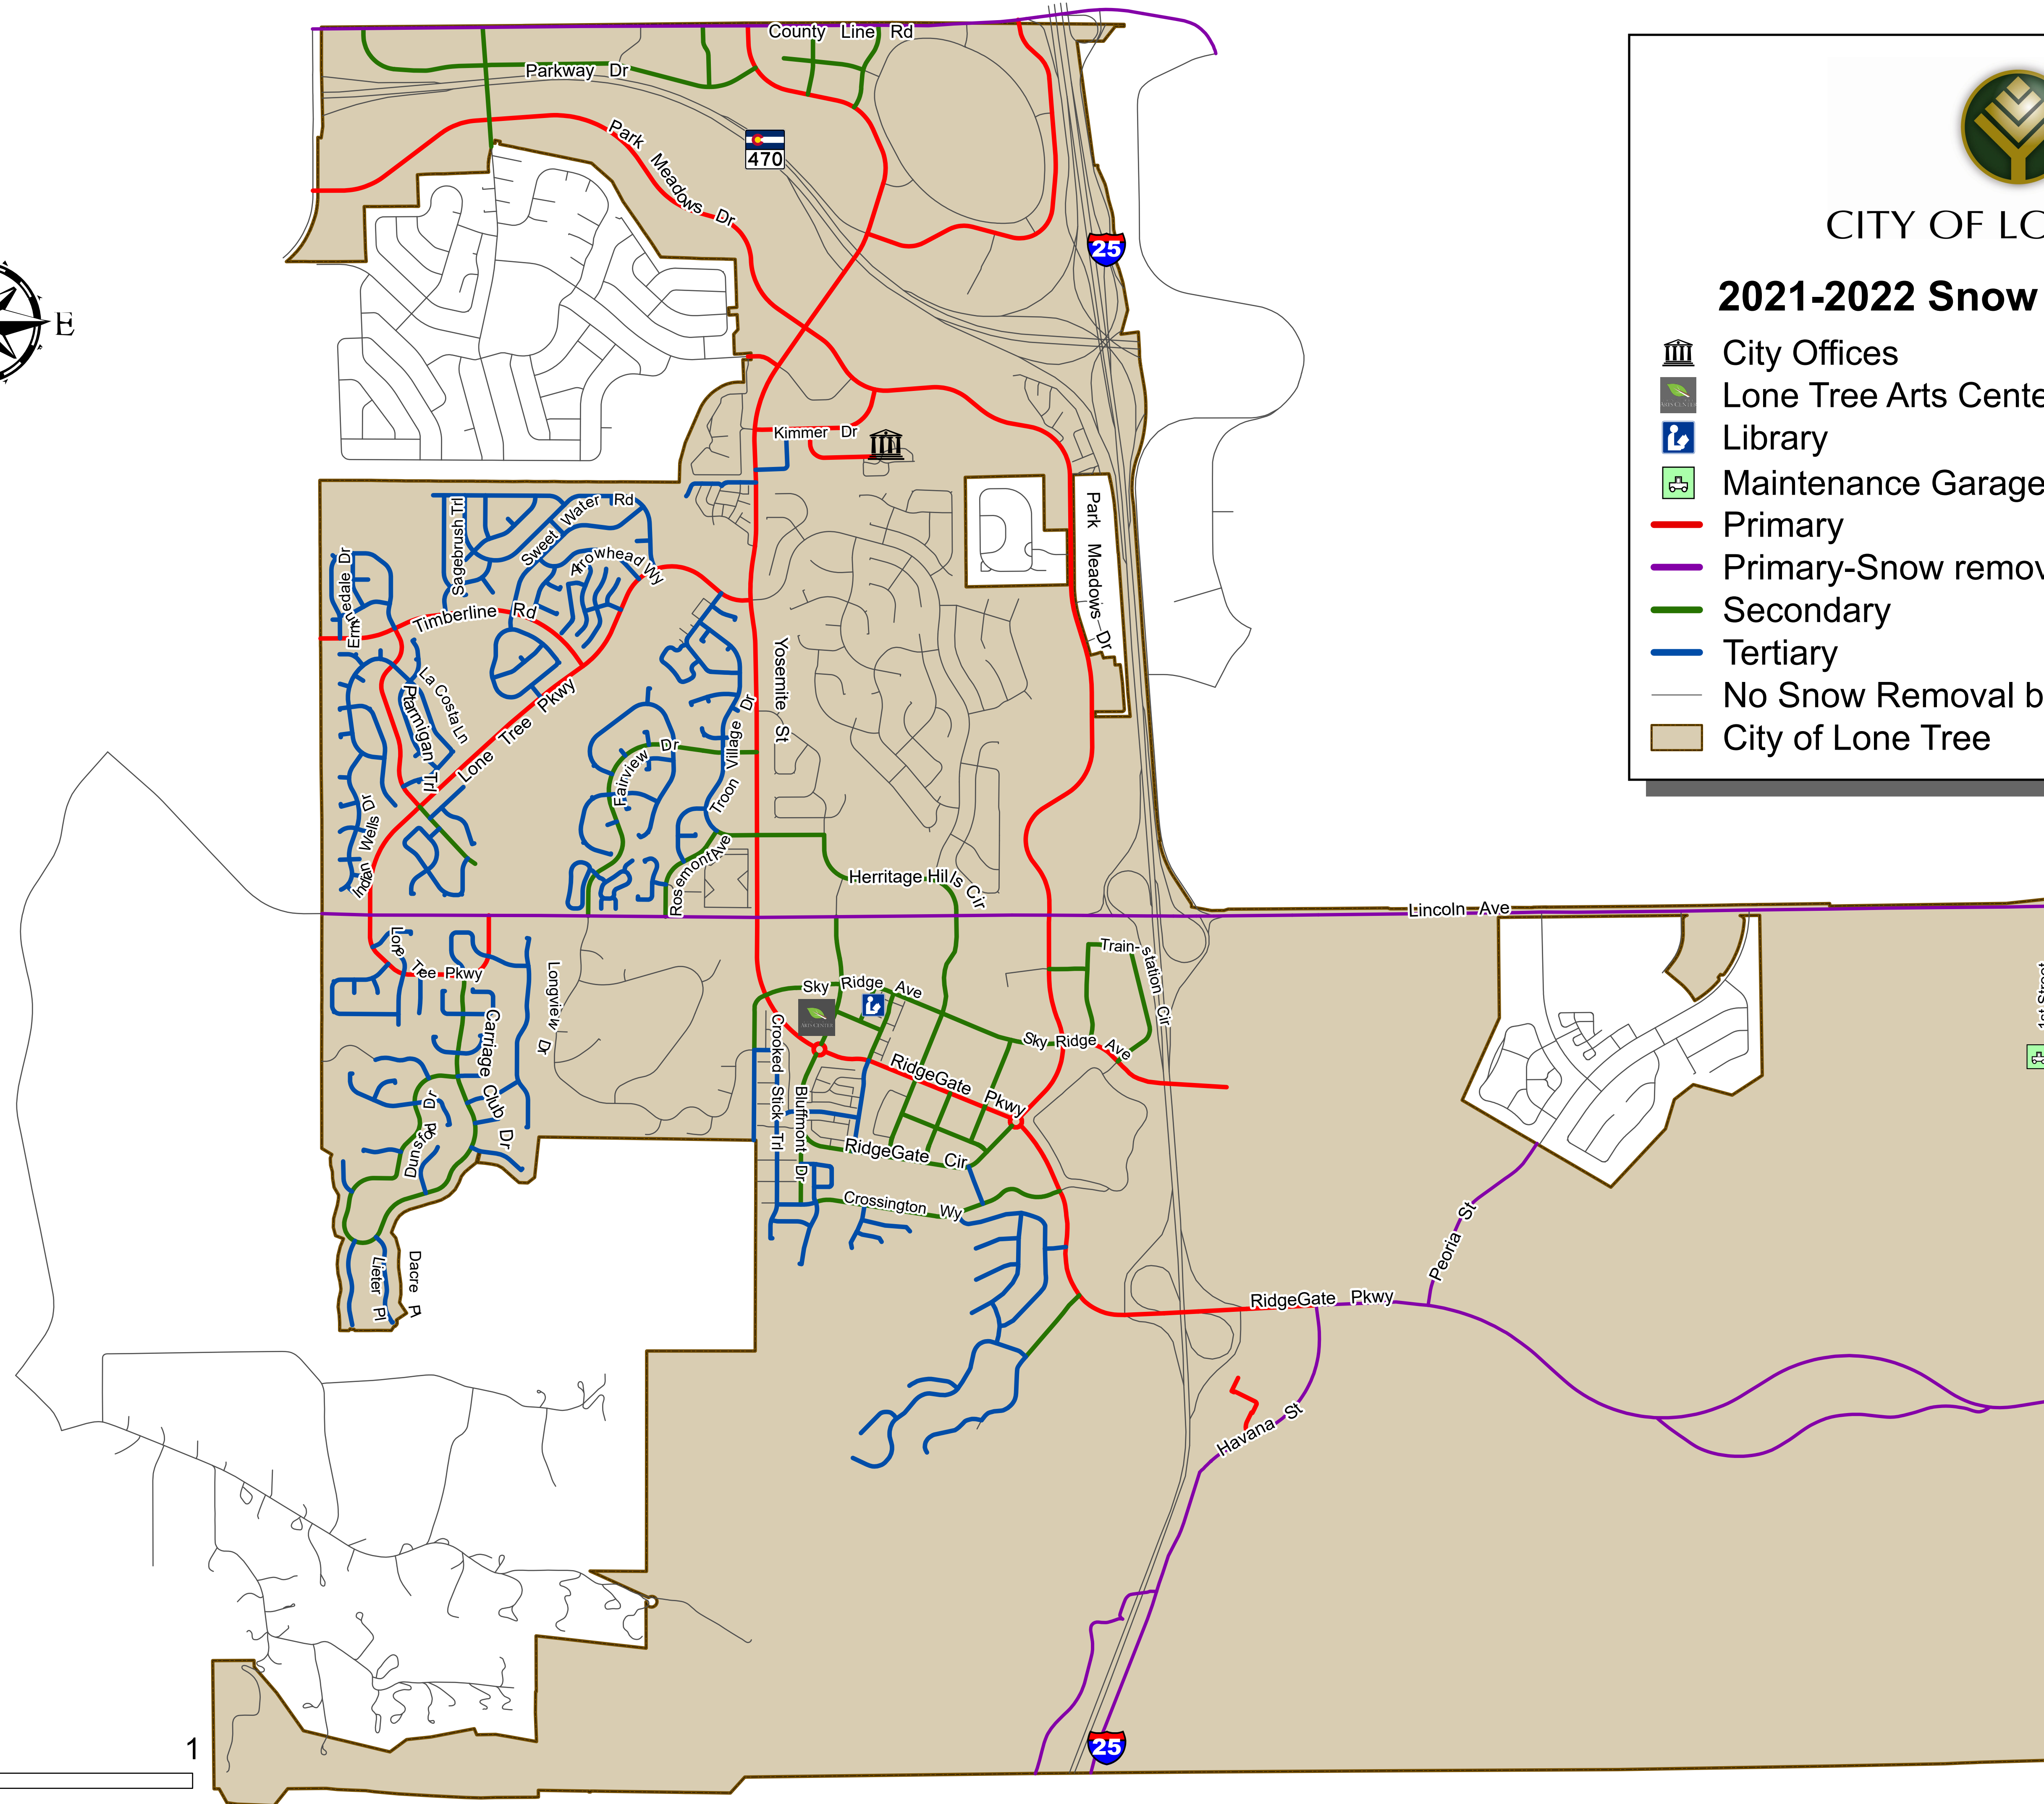 County Line Rd
Parkway Dr
Park Meadows Dr
470
25
E
CITY OF LO
2021-2022 Snow
City Offices
Lone Tree Arts Cente
Library
Maintenance Garage
Primary
Primary-Snow remov
Secondary
Tertiary
No Snow Removal b
City of Lone Tree
Kimmer Dr
Park Meadows Dr
Sagebrush Trl
Sweet Water Rd
Arrowhead Wy
Ermedale Dr
Timberline Rd
La Costa Ln
Ptarmigan Trl
Lone Tree Pkwy
Yosemite St
Fairview Dr
Troon Village Dr
Indian Wells Dr
Rosemont Ave
Herritage Hills Cir
Lincoln Ave
Lone Tree Pkwy
Longview Dr
Train-station Cir
Sky Ridge Ave
Sky Ridge Ave
ARTS CENTER
Carriage Club Dr
Crooked Stick Trl
RidgeGate Pkwy
Bluffmont Dr
RidgeGate Cir
Dunsford Dr
Crossington Wy
Lieter Pl
Dacre Pl
1st Street
Peoria St
RidgeGate Pkwy
Havana St
25
1